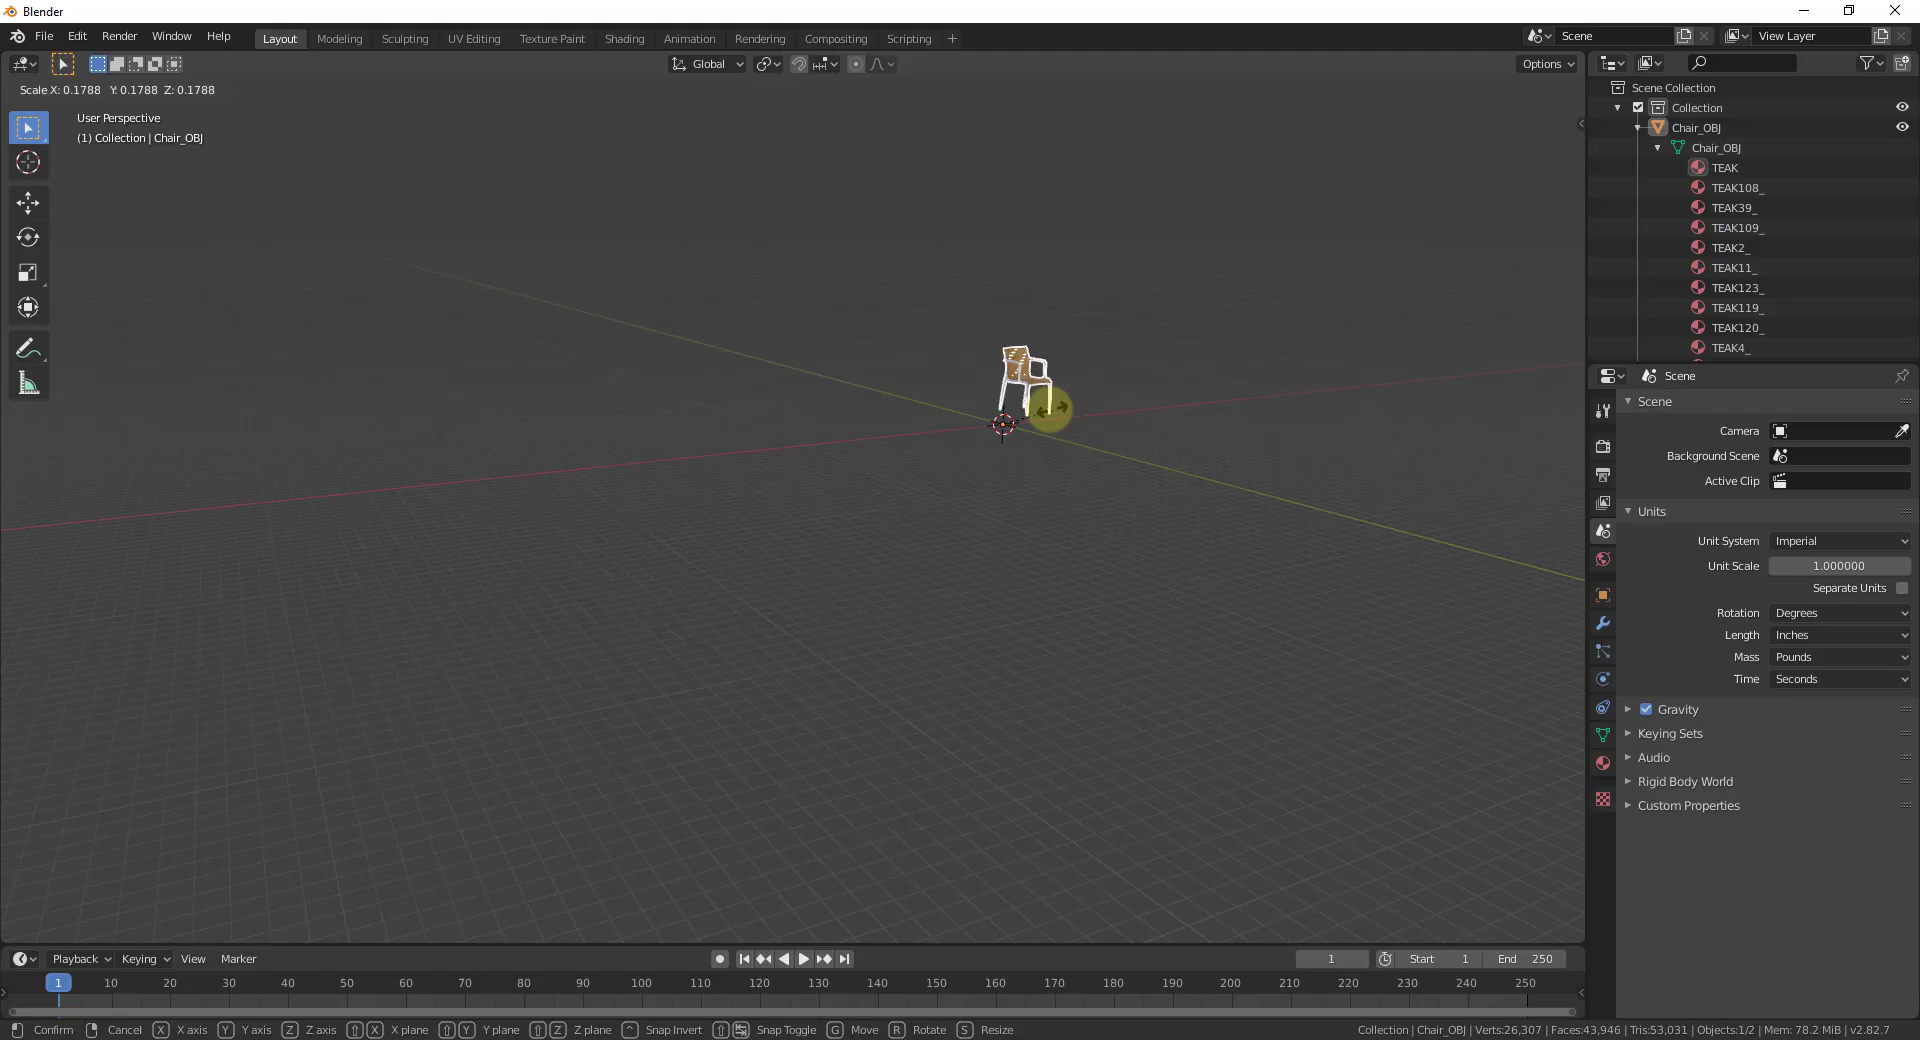 Blender
File Edit Render Window Help Layout Modeling Sculpting UV Editing Texture Paint Shading Animation Rendering Compositing Scripting + Scene View Layer
Global Options
Scale X: 0.1788 Y: 0.1788 Z: 0.1788
User Perspective
(1) Collection | Chair_OBJ
Scene Collection
Collection
Chair_OBJ
Chair_OBJ
TEAK
TEAK108_
TEAK39_
TEAK109_
TEAK2_
TEAK11_
TEAK123_
TEAK119_
TEAK120_
TEAK4_
Scene
Scene
Camera
Background Scene
Active Clip
Units
Unit System Imperial
Unit Scale 1.000000
Separate Units
Rotation Degrees
Length Inches
Mass Pounds
Time Seconds
Gravity
Keying Sets
Audio
Rigid Body World
Custom Properties
Playback Keying View Marker 1 Start 1 End 250
1 10 20 30 40 50 60 70 80 90 100 110 120 130 140 150 160 170 180 190 200 210 220 230 240 250
Confirm Cancel X X axis Y Y axis Z Z axis X X plane Y Y plane Z Z plane ^ Snap Invert Snap Toggle G Move R Rotate S Resize Collection | Chair_OBJ | Verts:26,307 | Faces:43,946 | Tris:53,031 | Objects:1/2 | Mem: 78.2 MiB | v2.82.7